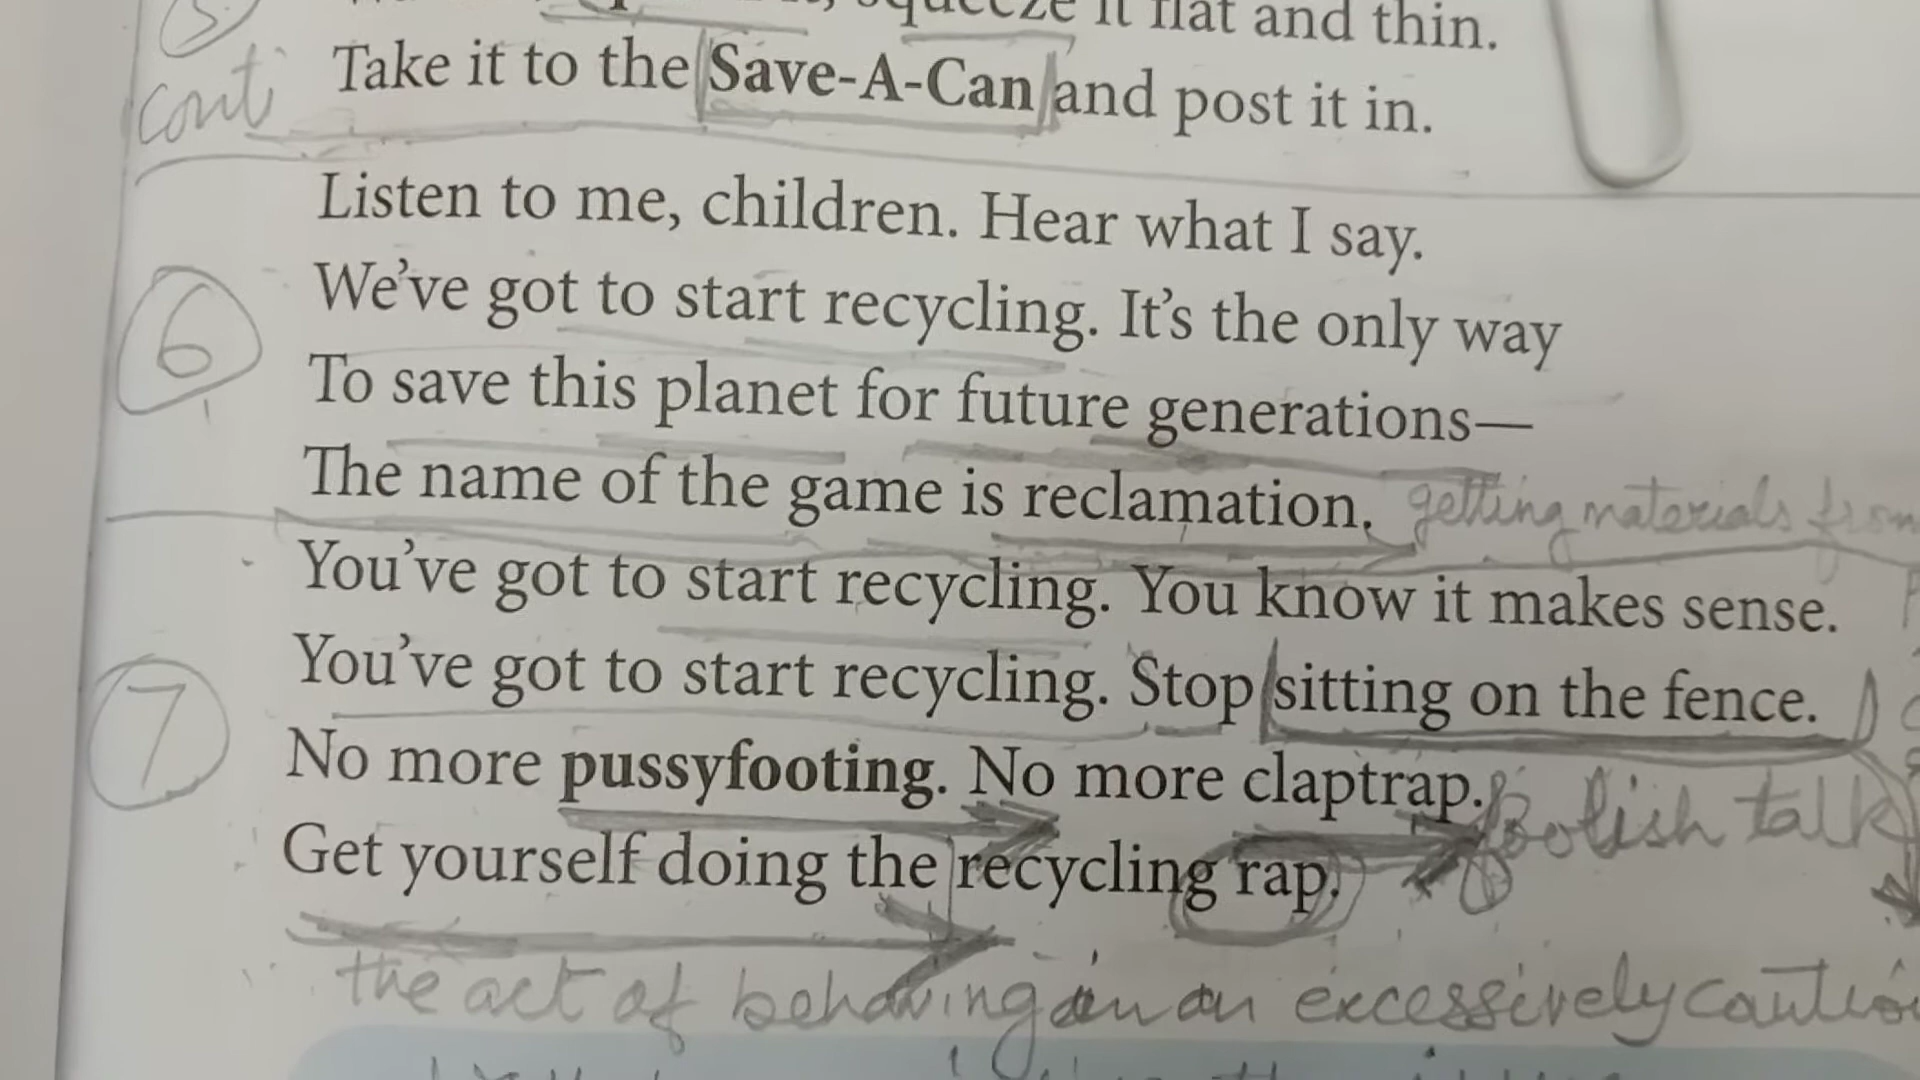 squeeze it flat and thin.
cont
Take it to the Save-A-Can and post it in.
Listen to me, children. Hear what I say.
6
We've got to start recycling. It's the only way
To save this planet for future generations—
The name of the game is reclamation. getting materials from
You've got to start recycling. You know it makes sense.
You've got to start recycling. Stop sitting on the fence.
7
No more pussyfooting. No more claptrap. foolish talk
Get yourself doing the recycling rap.
the act of behaving in an excessively